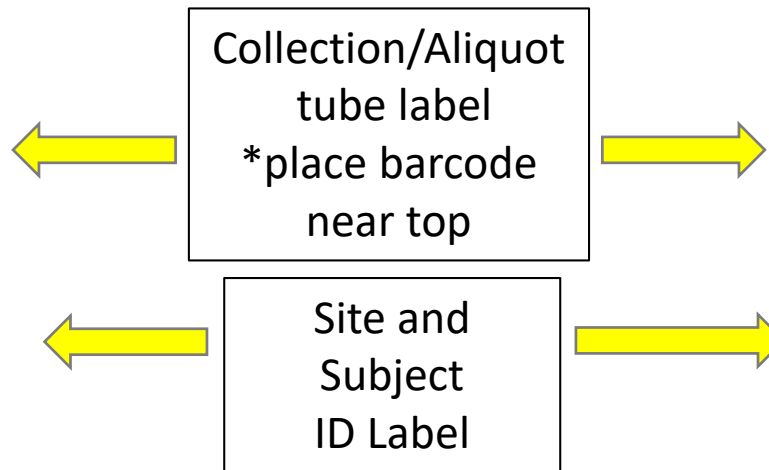 Collection/Aliquot
tube label
*place barcode
near top
Site and
Subject
ID Label